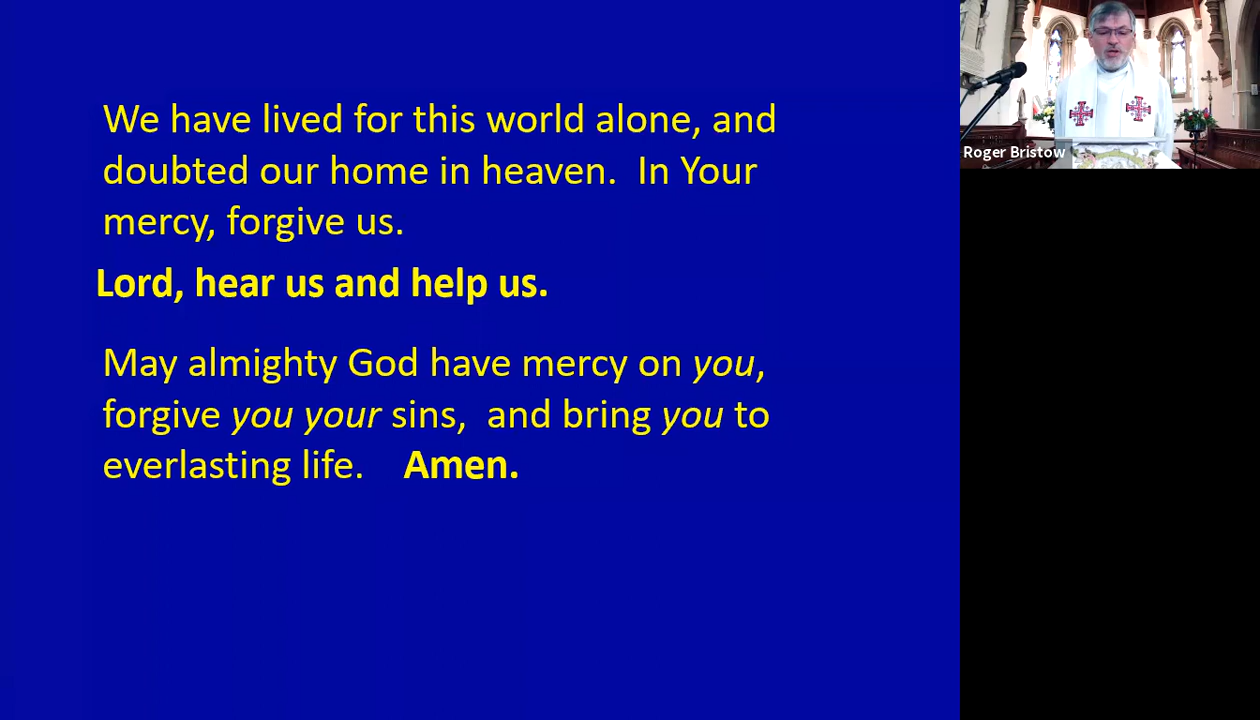 We have lived for this world alone, and
doubted our home in heaven.  In Your
mercy, forgive us.
Lord, hear us and help us.
May almighty God have mercy on you,
forgive you your sins,  and bring you to
everlasting life.    Amen.
Roger Bristow